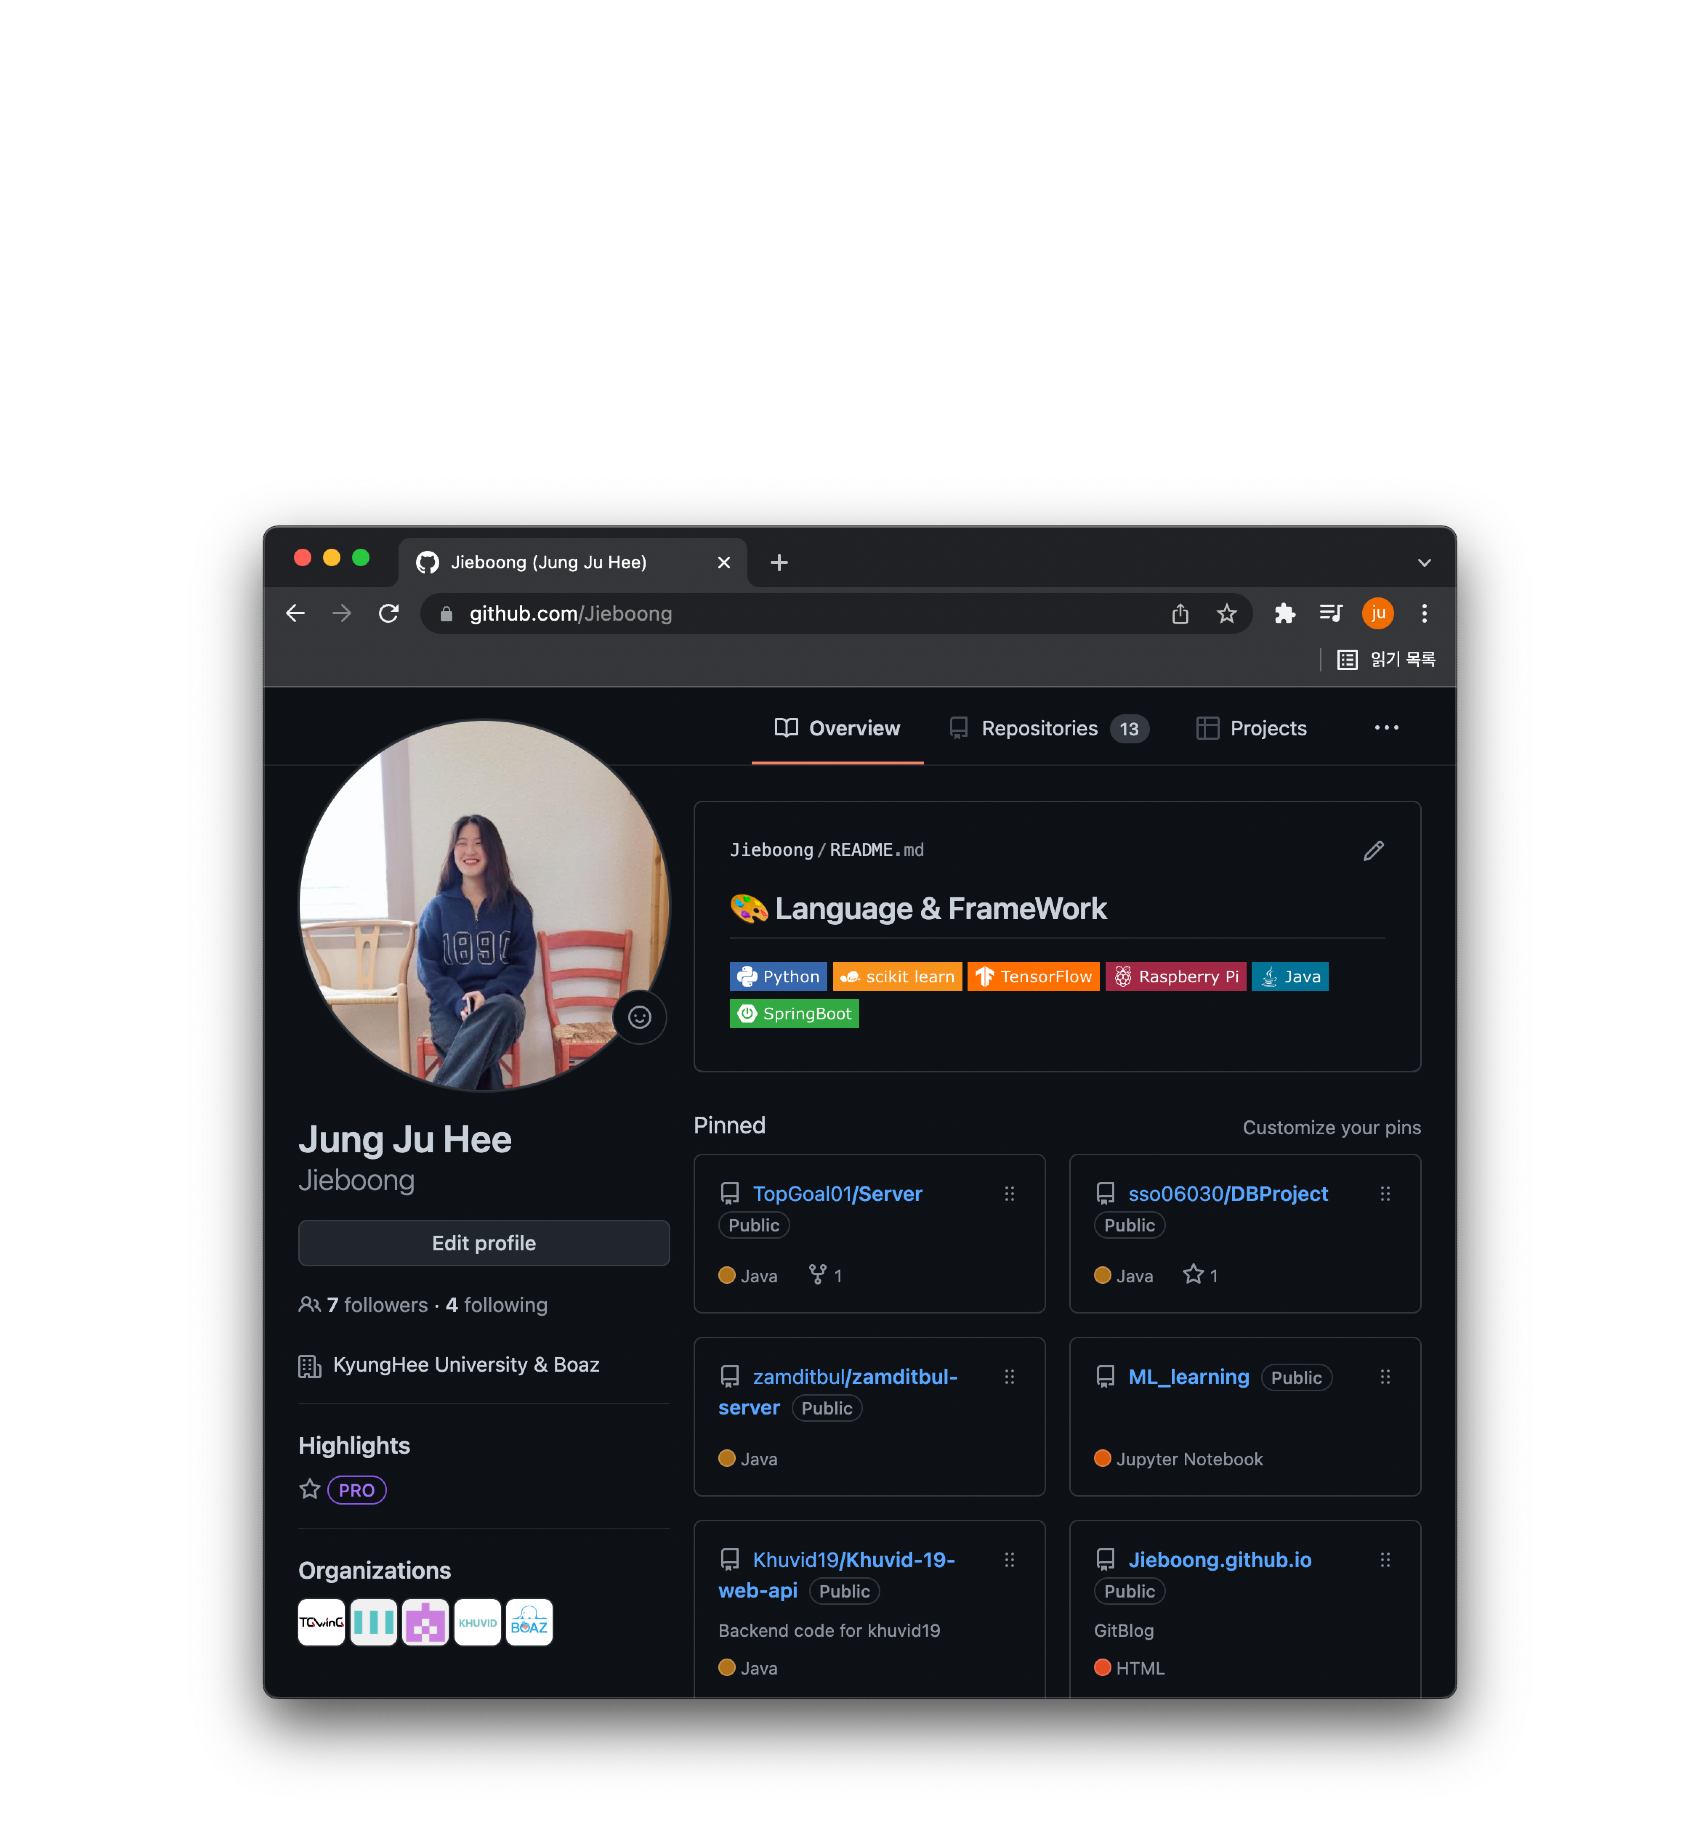 Jieboong (Jung Ju Hee)
github.com/Jieboong
ju
읽기 목록
Overview
Repositories 13
Projects
1890
Jung Ju Hee
Jieboong
Edit profile
7 followers · 4 following
KyungHee University & Boaz
Highlights
PRO
Organizations
TQwinG
KHUVID
BOAZ
Jieboong/README.md
Language & FrameWork
Python scikit learn TensorFlow Raspberry Pi Java
SpringBoot
Pinned
Customize your pins
TopGoal01/Server
Public
Java 1
sso06030/DBProject
Public
Java 1
zamditbul/zamditbul-
server Public
Java
ML_learning Public
Jupyter Notebook
Khuvid19/Khuvid-19-
web-api Public
Backend code for khuvid19
Java
Jieboong.github.io
Public
GitBlog
HTML